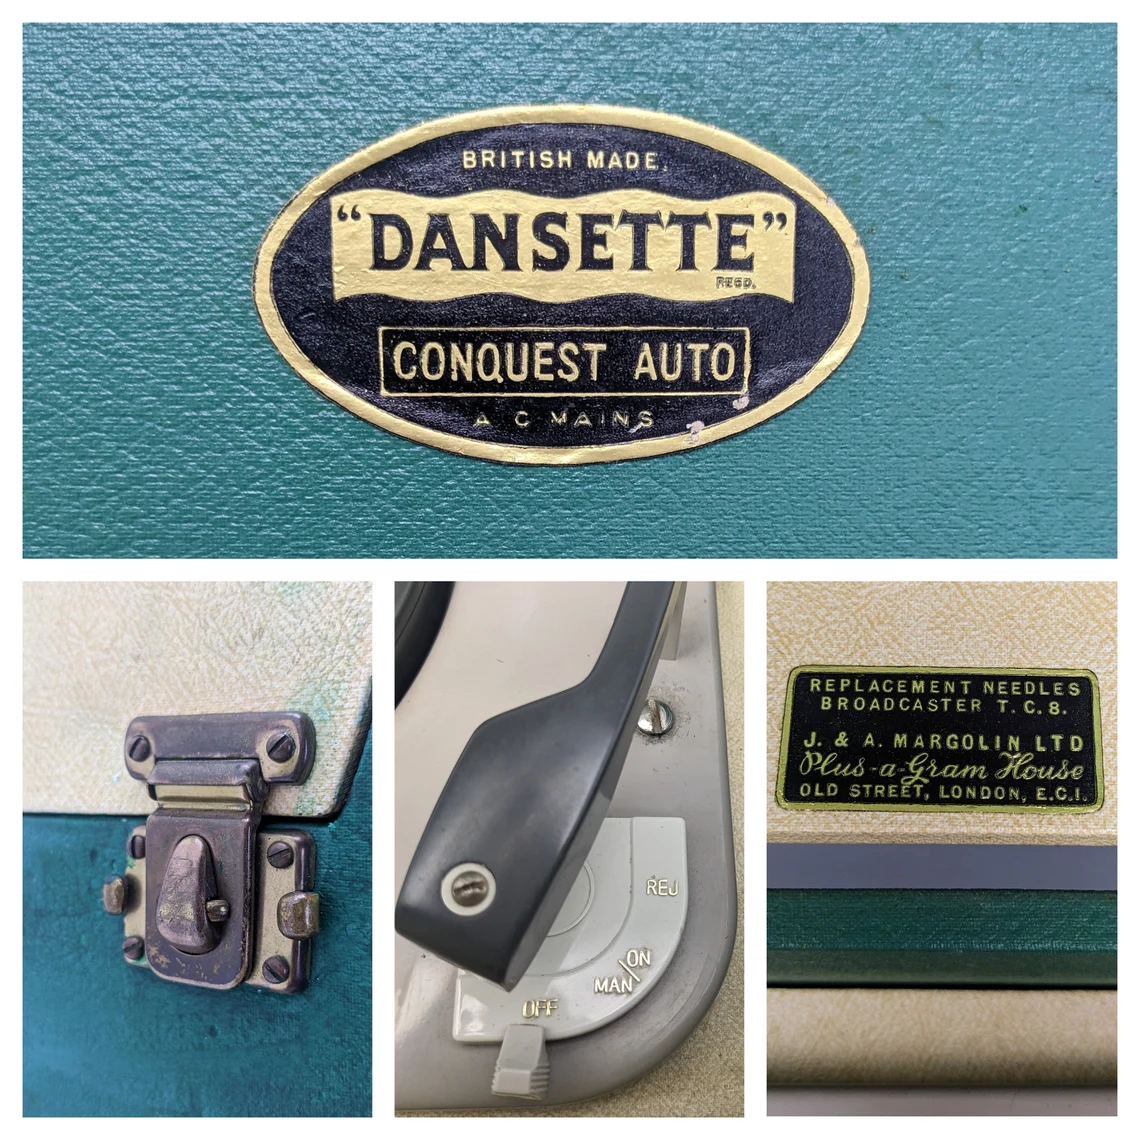 BRITISH MADE.
"DANSETTE"
REGD.
CONQUEST AUTO
A C MAINS
REJ
MAN/ON
OFF
REPLACEMENT NEEDLES
BROADCASTER T.C.8.
J. & A. MARGOLIN LTD
Plus-a-Gram House
OLD STREET, LONDON, E.C.1.